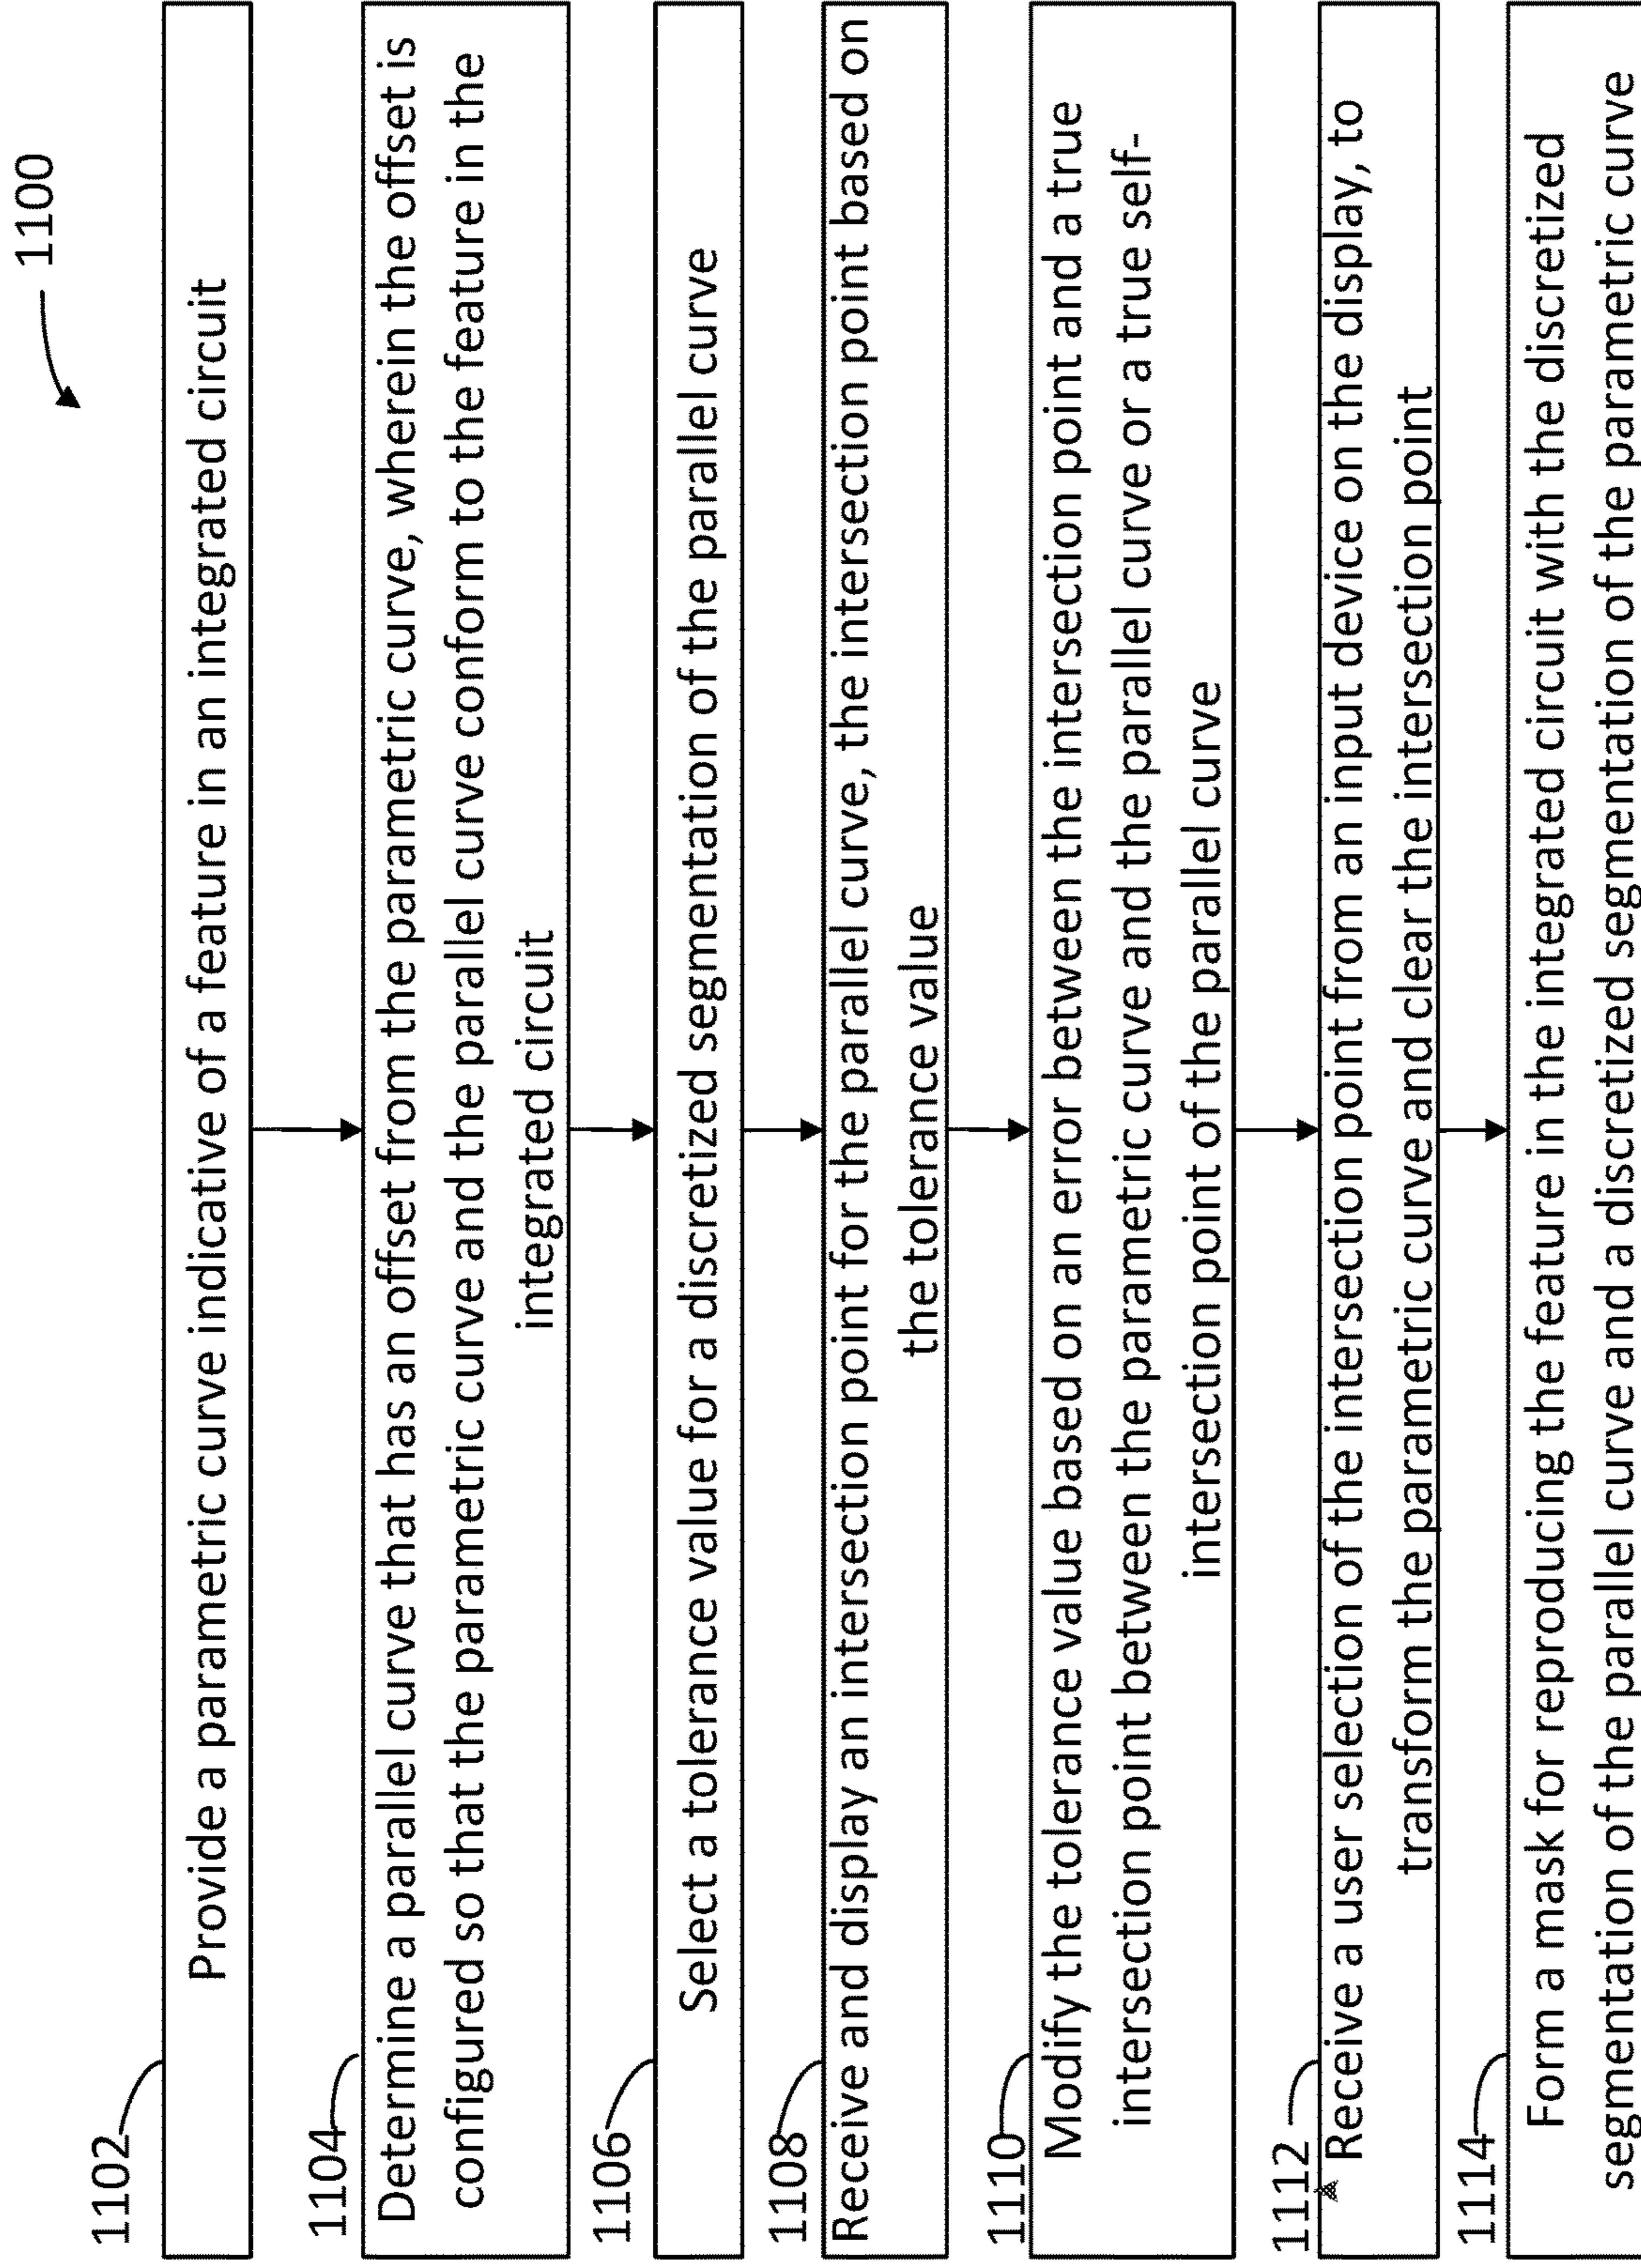 1100
1102
Provide a parametric curve indicative of a feature in an integrated circuit
1104
Determine a parallel curve that has an offset from the parametric curve, wherein the offset is
configured so that the parametric curve and the parallel curve conform to the feature in the
integrated circuit
1106
Select a tolerance value for a discretized segmentation of the parallel curve
1108
Receive and display an intersection point for the parallel curve, the intersection point based on
the tolerance value
1110
Modify the tolerance value based on an error between the intersection point and a true
intersection point between the parametric curve and the parallel curve or a true self-
intersection point of the parallel curve
1112
Receive a user selection of the intersection point from an input device on the display, to
transform the parametric curve and clear the intersection point
1114
Form a mask for reproducing the feature in the integrated circuit with the discretized
segmentation of the parallel curve and a discretized segmentation of the parametric curve